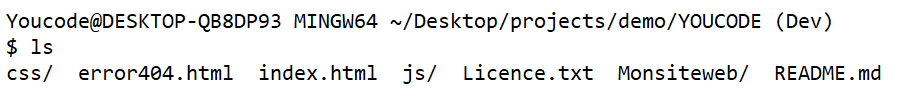 Youcode@DESKTOP-QB8DP93 MINGW64 ~/Desktop/projects/demo/YOUCODE (Dev)
$ ls
css/  error404.html  index.html  js/  Licence.txt  Monsiteweb/  README.md